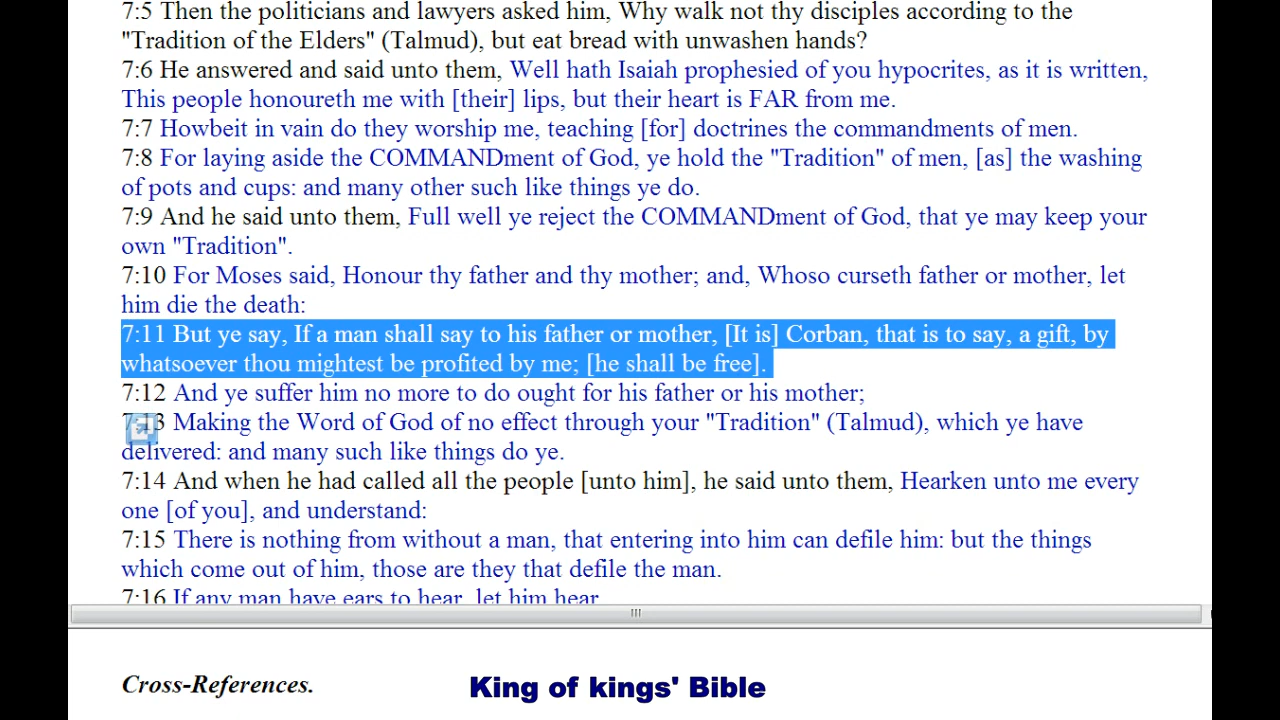 7:5 Then the politicians and lawyers asked him, Why walk not thy disciples according to the
"Tradition of the Elders" (Talmud), but eat bread with unwashen hands?
7:6 He answered and said unto them, Well hath Isaiah prophesied of you hypocrites, as it is written,
This people honoureth me with [their] lips, but their heart is FAR from me.
7:7 Howbeit in vain do they worship me, teaching [for] doctrines the commandments of men.
7:8 For laying aside the COMMANDment of God, ye hold the "Tradition" of men, [as] the washing
of pots and cups: and many other such like things ye do.
7:9 And he said unto them, Full well ye reject the COMMANDment of God, that ye may keep your
own "Tradition".
7:10 For Moses said, Honour thy father and thy mother; and, Whoso curseth father or mother, let
him die the death:
7:11 But ye say, If a man shall say to his father or mother, [It is] Corban, that is to say, a gift, by
whatsoever thou mightest be profited by me; [he shall be free].
7:12 And ye suffer him no more to do ought for his father or his mother;
7:13 Making the Word of God of no effect through your "Tradition" (Talmud), which ye have
delivered: and many such like things do ye.
7:14 And when he had called all the people [unto him], he said unto them, Hearken unto me every
one [of you], and understand:
7:15 There is nothing from without a man, that entering into him can defile him: but the things
which come out of him, those are they that defile the man.
7:16 If any man have ears to hear, let him hear
Cross-References.
King of kings' Bible